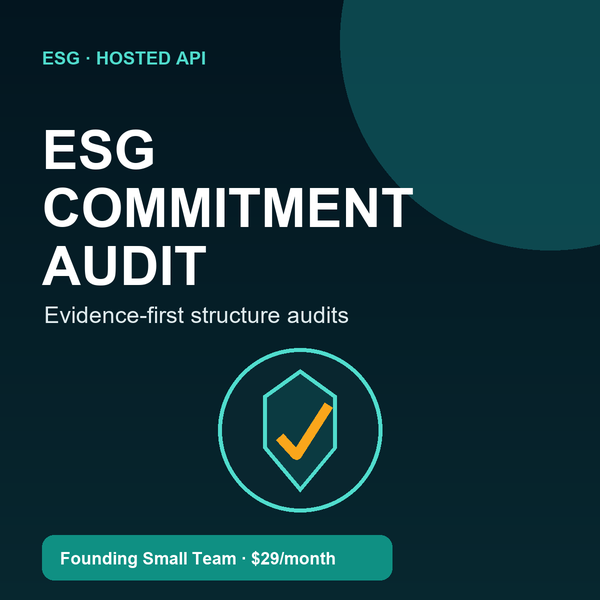 ESG · HOSTED API
ESG
COMMITMENT
AUDIT
Evidence-first structure audits
Founding Small Team · $29/month